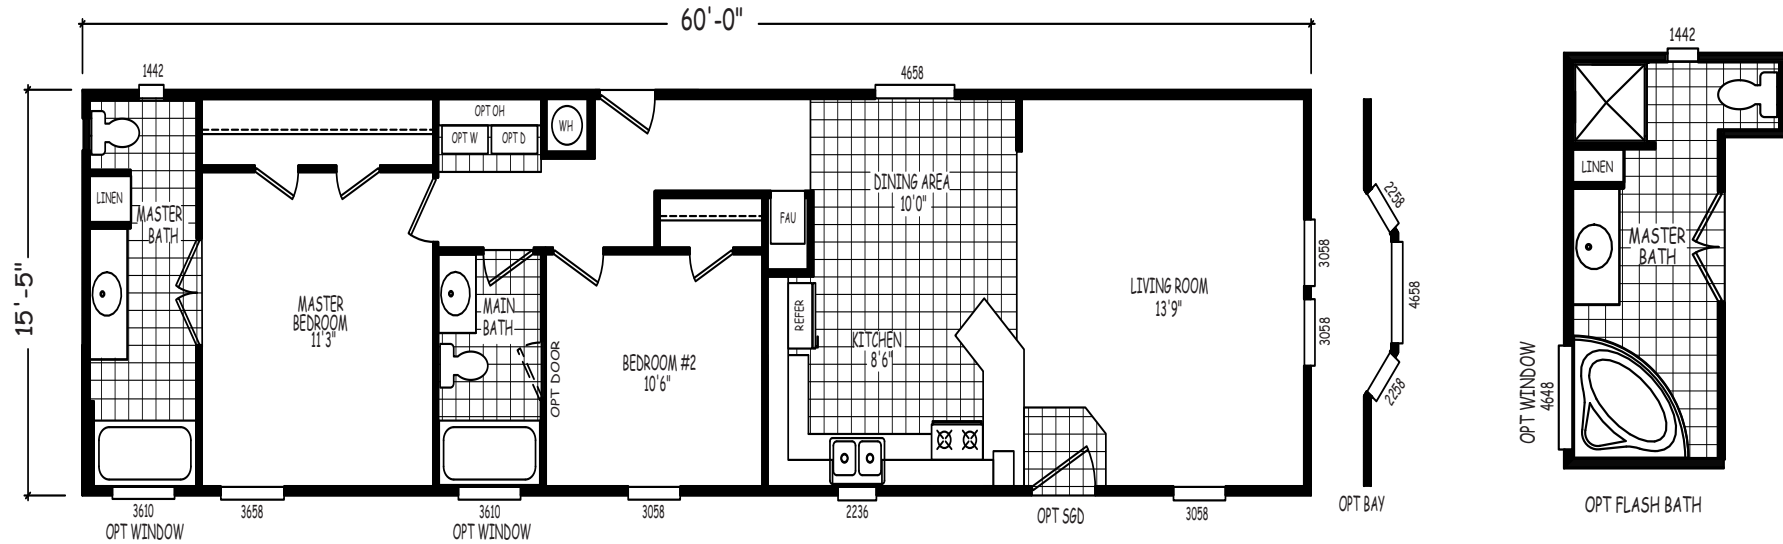 60'-0"
15'-5"
1442
4658
OPT OH
OPT W
OPT D
WH
LINEN
MASTER
BATH
MASTER
BEDROOM
11'3"
MAIN
BATH
OPT DOOR
BEDROOM #2
10'6"
FAU
REFER
DINING AREA
10'0"
KITCHEN
8'6"
LIVING ROOM
13'9"
3058
3058
3610
OPT WINDOW
3658
3610
OPT WINDOW
3058
2236
OPT SGD
3058
2258
4658
2258
OPT BAY
1442
LINEN
MASTER
BATH
OPT WINDOW
4648
OPT FLASH BATH